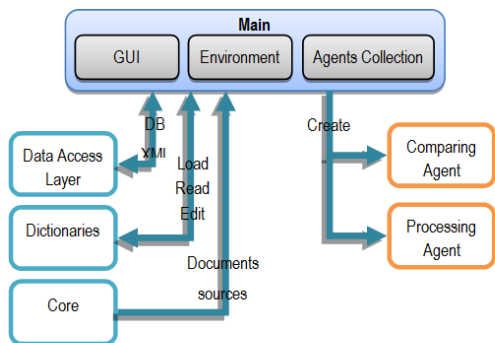 Main
GUI
Environment
Agents Collection
DB
XMI
Create
Data Access
Layer
Load
Read
Edit
Comparing
Agent
Dictionaries
Processing
Agent
Documents
sources
Core